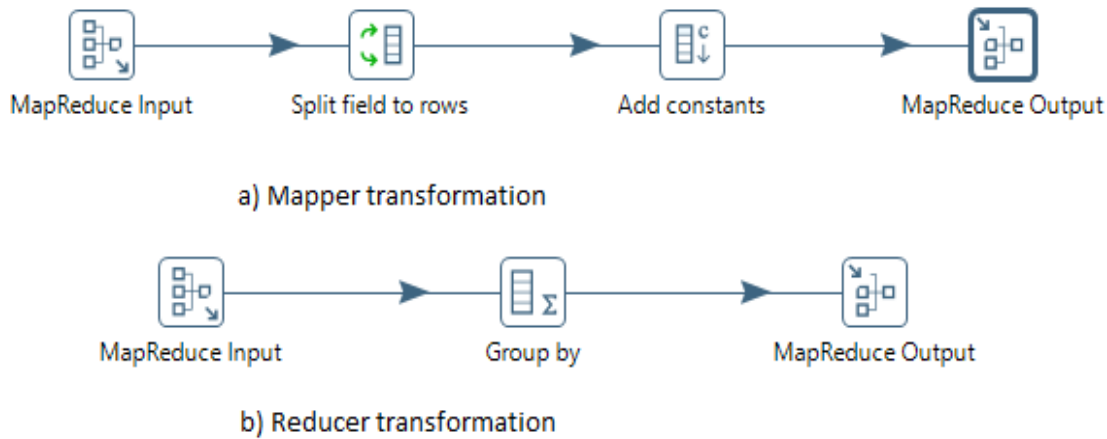 MapReduce Input Split field to rows Add constants MapReduce Output
a) Mapper transformation
MapReduce Input Group by MapReduce Output
b) Reducer transformation